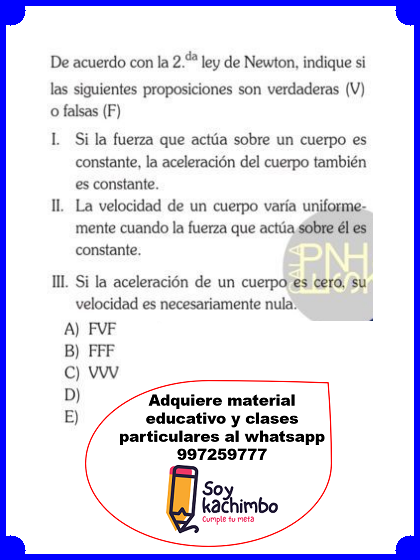 De acuerdo con la 2.da ley de Newton, indique si
las siguientes proposiciones son verdaderas (V)
o falsas (F)
I. Si la fuerza que actúa sobre un cuerpo es
constante, la aceleración del cuerpo también
es constante.
II. La velocidad de un cuerpo varía uniforme-
mente cuando la fuerza que actúa sobre él es
constante.
III. Si la aceleración de un cuerpo es cero, su
velocidad es necesariamente nula.
A) FVF
B) FFF
C) VVV
D)
E)
Adquiere material
educativo y clases
particulares al whatsapp
997259777
Soy
kachimbo
Cumple tu meta